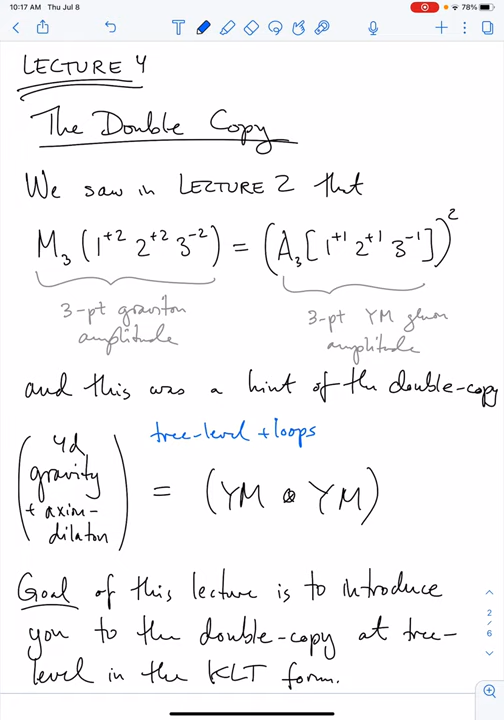 10:17 AM Thu Jul 8
78%
LECTURE 4
The Double Copy
We saw in LECTURE 2 that
M₃ (1⁺² 2⁺² 3⁻²) = (A₃[1⁺¹ 2⁺¹ 3⁻¹])²
3-pt graviton amplitude
3-pt YM gluon amplitude
and this was a hint of the double-copy
tree-level + loops
(4d gravity + axion-dilaton) = (YM ⊗ YM)
Goal of this lecture is to introduce
you to the double-copy at tree-
level in the KLT form.
2
/
6